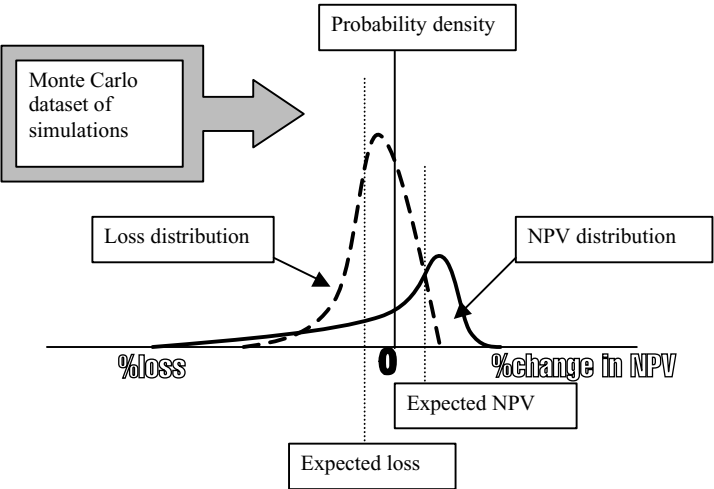 Probability density
Monte Carlo
dataset of
simulations
Loss distribution
NPV distribution
%loss
0
%change in NPV
Expected NPV
Expected loss